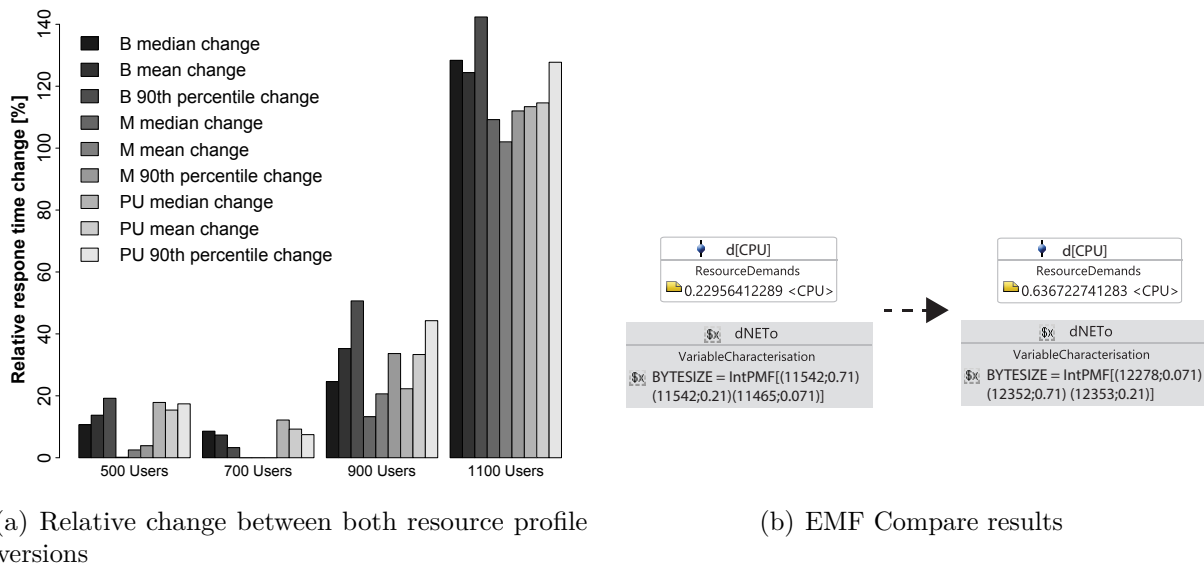 Relative respone time change [%]
0
20
40
60
80
100
120
140
B median change
B mean change
B 90th percentile change
M median change
M mean change
M 90th percentile change
PU median change
PU mean change
PU 90th percentile change
500 Users
700 Users
900 Users
1100 Users
a) Relative change between both resource profile
versions
d[CPU]
ResourceDemands
0.22956412289 <CPU>
$x dNETo
VariableCharacterisation
$x BYTESIZE = IntPMF[(11542;0.71)
(11542;0.21)(11465;0.071)]
d[CPU]
ResourceDemands
0.636722741283 <CPU>
$x dNETo
VariableCharacterisation
$x BYTESIZE = IntPMF[(12278;0.071)
(12352;0.71) (12353;0.21)]
(b) EMF Compare results